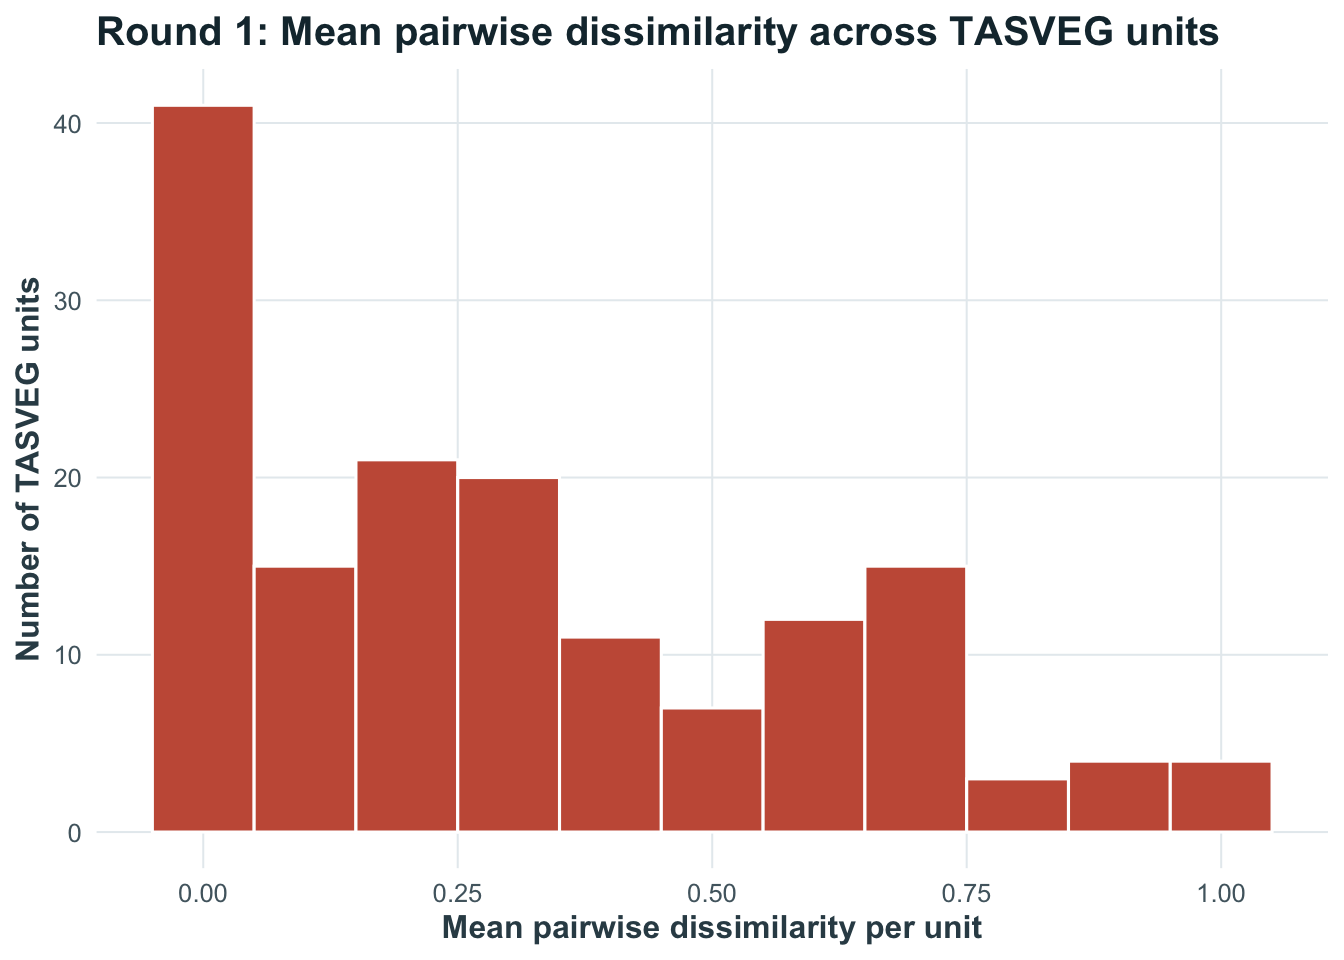 Round 1: Mean pairwise dissimilarity across TASVEG units
Number of TASVEG units
40
30
20
10
0
0.00 0.25 0.50 0.75 1.00
Mean pairwise dissimilarity per unit